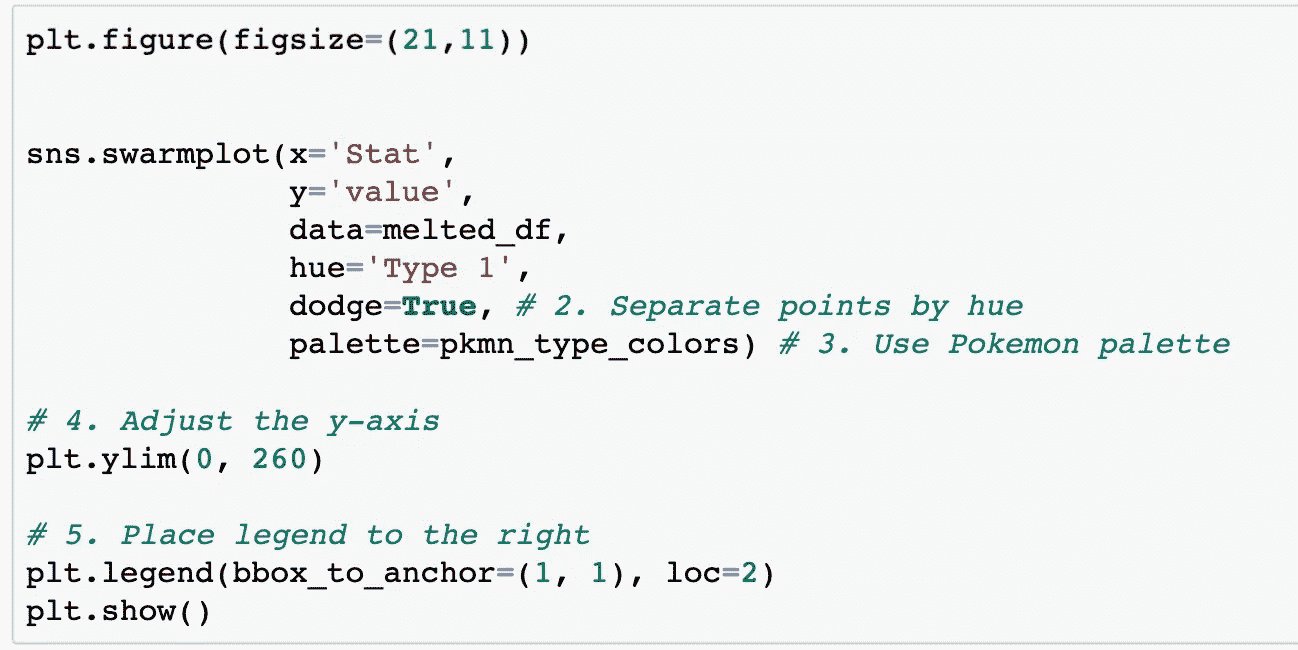 plt.figure(figsize=(21,11))
sns.swarmplot(x='Stat',
y='value',
data=melted_df,
hue='Type 1',
dodge=True, # 2. Separate points by hue
palette=pkmn_type_colors) # 3. Use Pokemon palette
# 4. Adjust the y-axis
plt.ylim(0, 260)
# 5. Place legend to the right
plt.legend(bbox_to_anchor=(1, 1), loc=2)
plt.show()